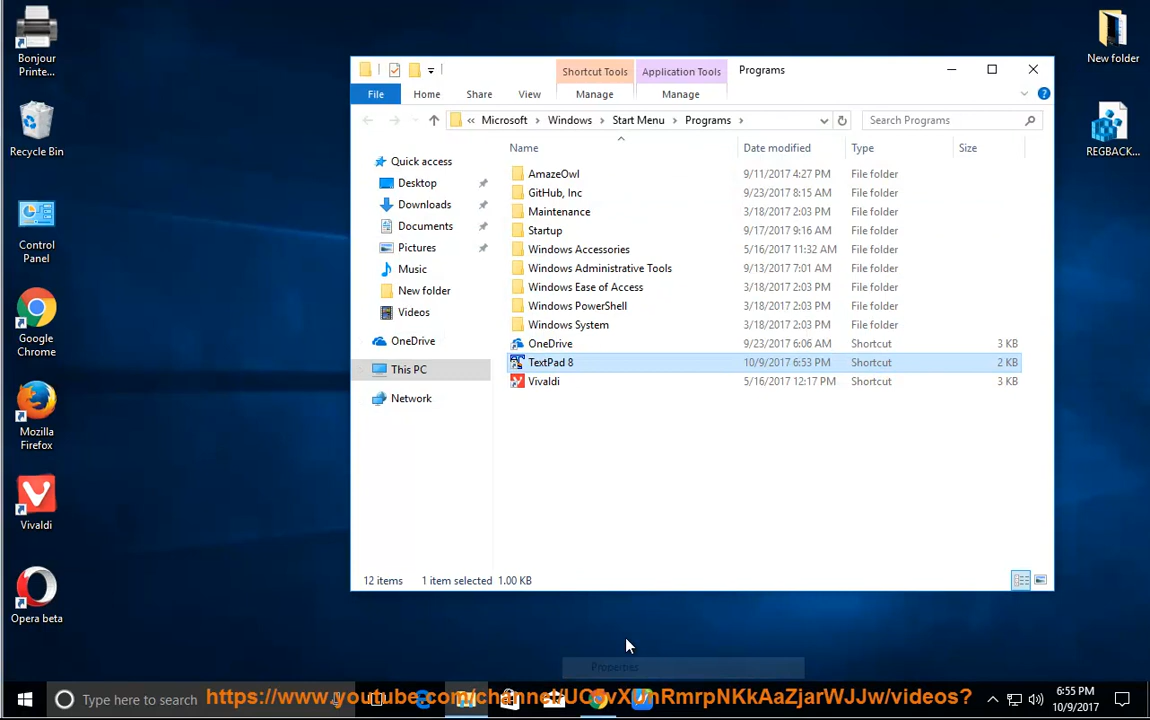 Bonjour
Printe...
Recycle Bin
Control
Panel
Google
Chrome
Mozilla
Firefox
Vivaldi
Opera beta
New folder
REGBACK...
Shortcut Tools
Application Tools
Programs
File
Home
Share
View
Manage
Manage
« Microsoft > Windows > Start Menu > Programs >
Search Programs
Name
Date modified
Type
Size
Quick access
Desktop
Downloads
Documents
Pictures
Music
New folder
Videos
OneDrive
This PC
Network
AmazeOwl 9/11/2017 4:27 PM File folder
GitHub, Inc 9/23/2017 8:15 AM File folder
Maintenance 3/18/2017 2:03 PM File folder
Startup 9/17/2017 9:16 AM File folder
Windows Accessories 5/16/2017 11:32 AM File folder
Windows Administrative Tools 9/13/2017 7:01 AM File folder
Windows Ease of Access 3/18/2017 2:03 PM File folder
Windows PowerShell 3/18/2017 2:03 PM File folder
Windows System 3/18/2017 2:03 PM File folder
OneDrive 9/23/2017 6:06 AM Shortcut 3 KB
TextPad 8 10/9/2017 6:53 PM Shortcut 2 KB
Vivaldi 5/16/2017 12:17 PM Shortcut 3 KB
12 items 1 item selected 1.00 KB
Properties
Type here to search
6:55 PM
10/9/2017